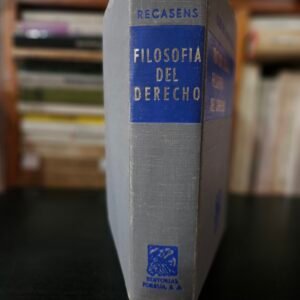 RECASENS
FILOSOFIA
DEL
DERECHO
EDITORIAL
PORRUA, S. A.